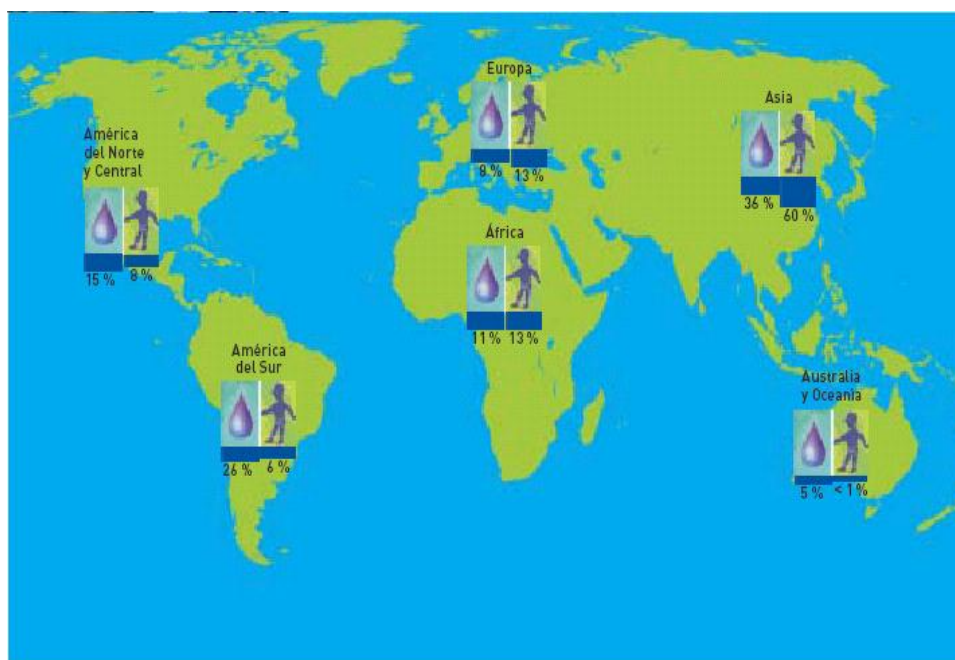 Europa
8 % 13 %
Asia
36 % 60 %
América
del Norte
y Central
15 % 8 %
África
11 % 13 %
América
del Sur
26 % 6 %
Australia
y Oceanía
5 % < 1 %